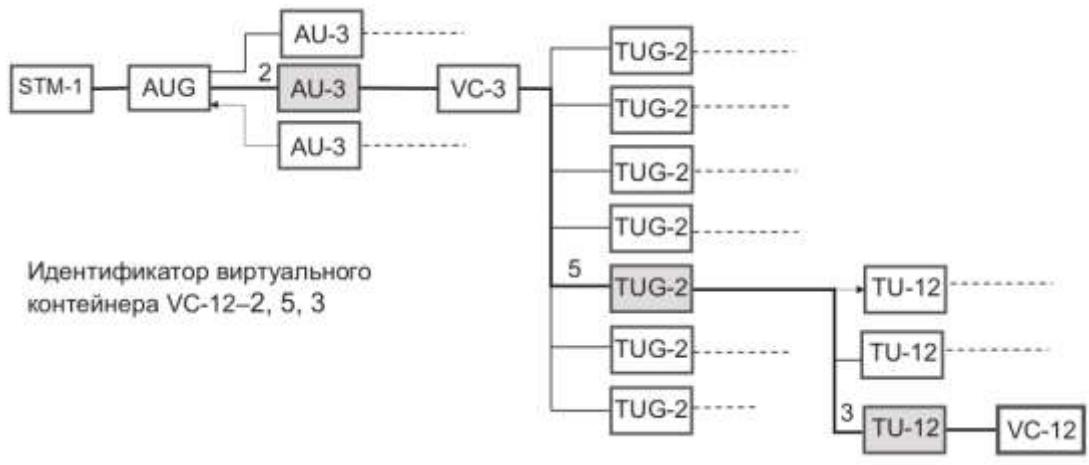 AU-3
STM-1 AUG 2 AU-3 VC-3
AU-3
TUG-2
TUG-2
TUG-2
TUG-2
5 TUG-2
TUG-2
TUG-2
TU-12
TU-12
3 TU-12 VC-12
Идентификатор виртуального
контейнера VC-12–2, 5, 3